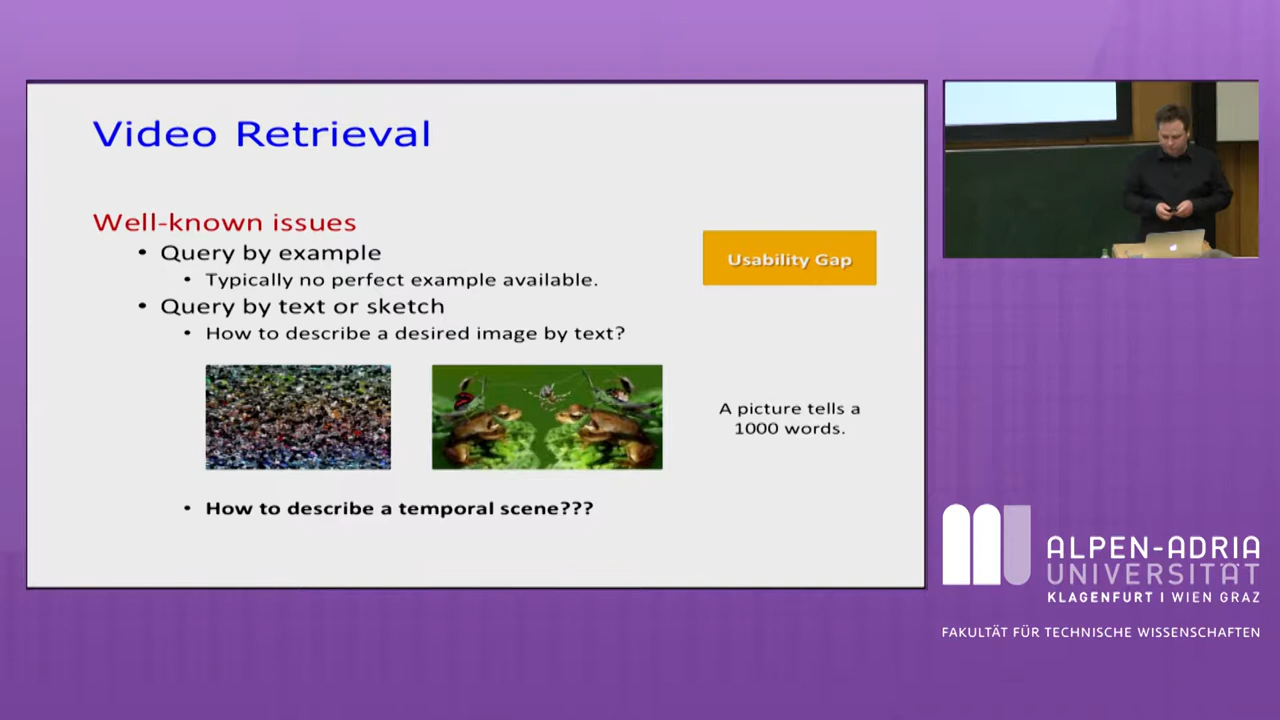 Video Retrieval
Well-known issues
• Query by example
• Typically no perfect example available.
Usability Gap
• Query by text or sketch
• How to describe a desired image by text?
A picture tells a
1000 words.
• How to describe a temporal scene???
ALPEN-ADRIA
UNIVERSITÄT
KLAGENFURT I WIEN GRAZ
FAKULTÄT FÜR TECHNISCHE WISSENSCHAFTEN